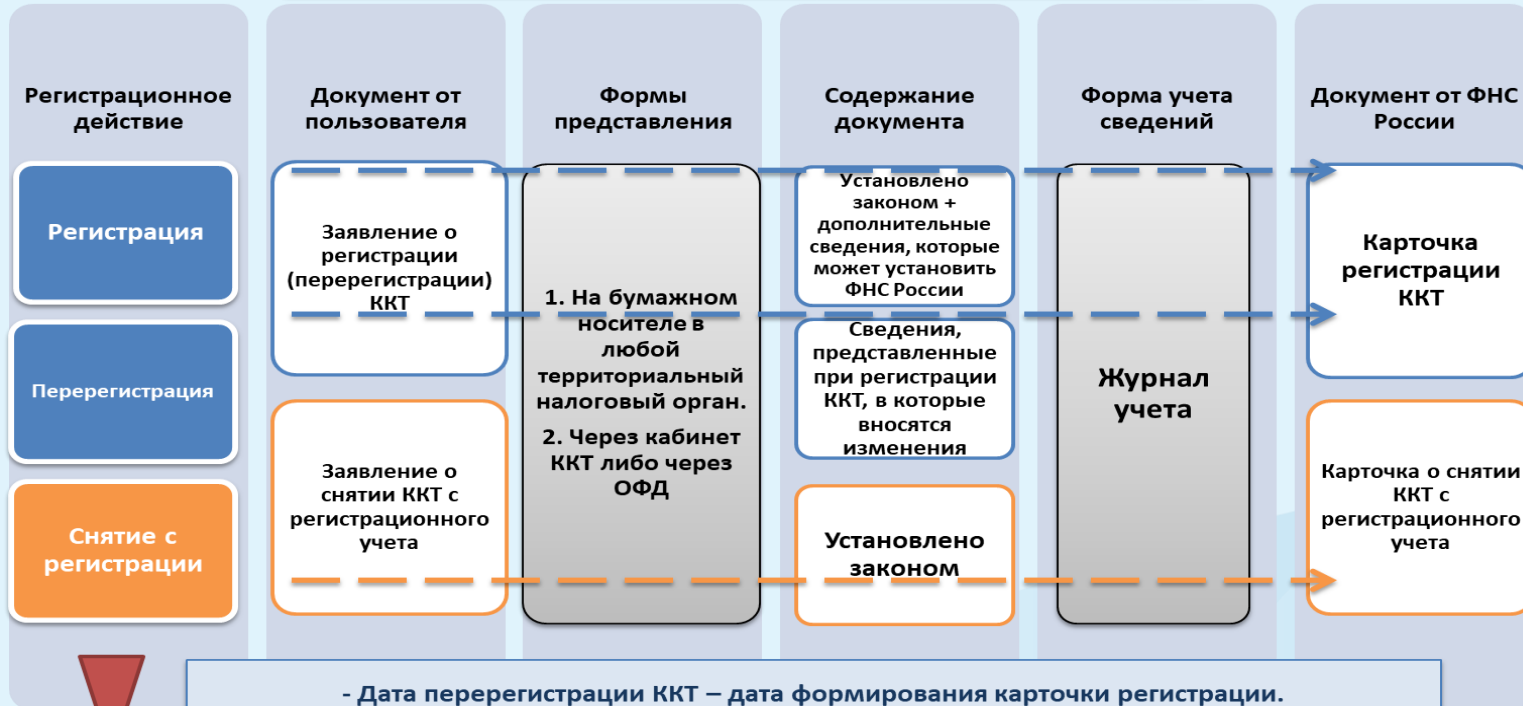 Регистрационное
действие
Документ от
пользователя
Формы
представления
Содержание
документа
Форма учета
сведений
Документ от ФНС
России
Регистрация
Перерегистрация
Снятие с
регистрации
Заявление о
регистрации
(перерегистрации)
ККТ
Заявление о
снятии ККТ с
регистрационного
учета
1. На бумажном
носителе в
любой
территориальный
налоговый орган.
2. Через кабинет
ККТ либо через
ОФД
Установлено
законом +
дополнительные
сведения, которые
может установить
ФНС России
Сведения,
представленные
при регистрации
ККТ, в которые
вносятся
изменения
Установлено
законом
Журнал
учета
Карточка
регистрации
ККТ
Карточка о снятии
ККТ с
регистрационного
учета
- Дата перерегистрации ККТ – дата формирования карточки регистрации.